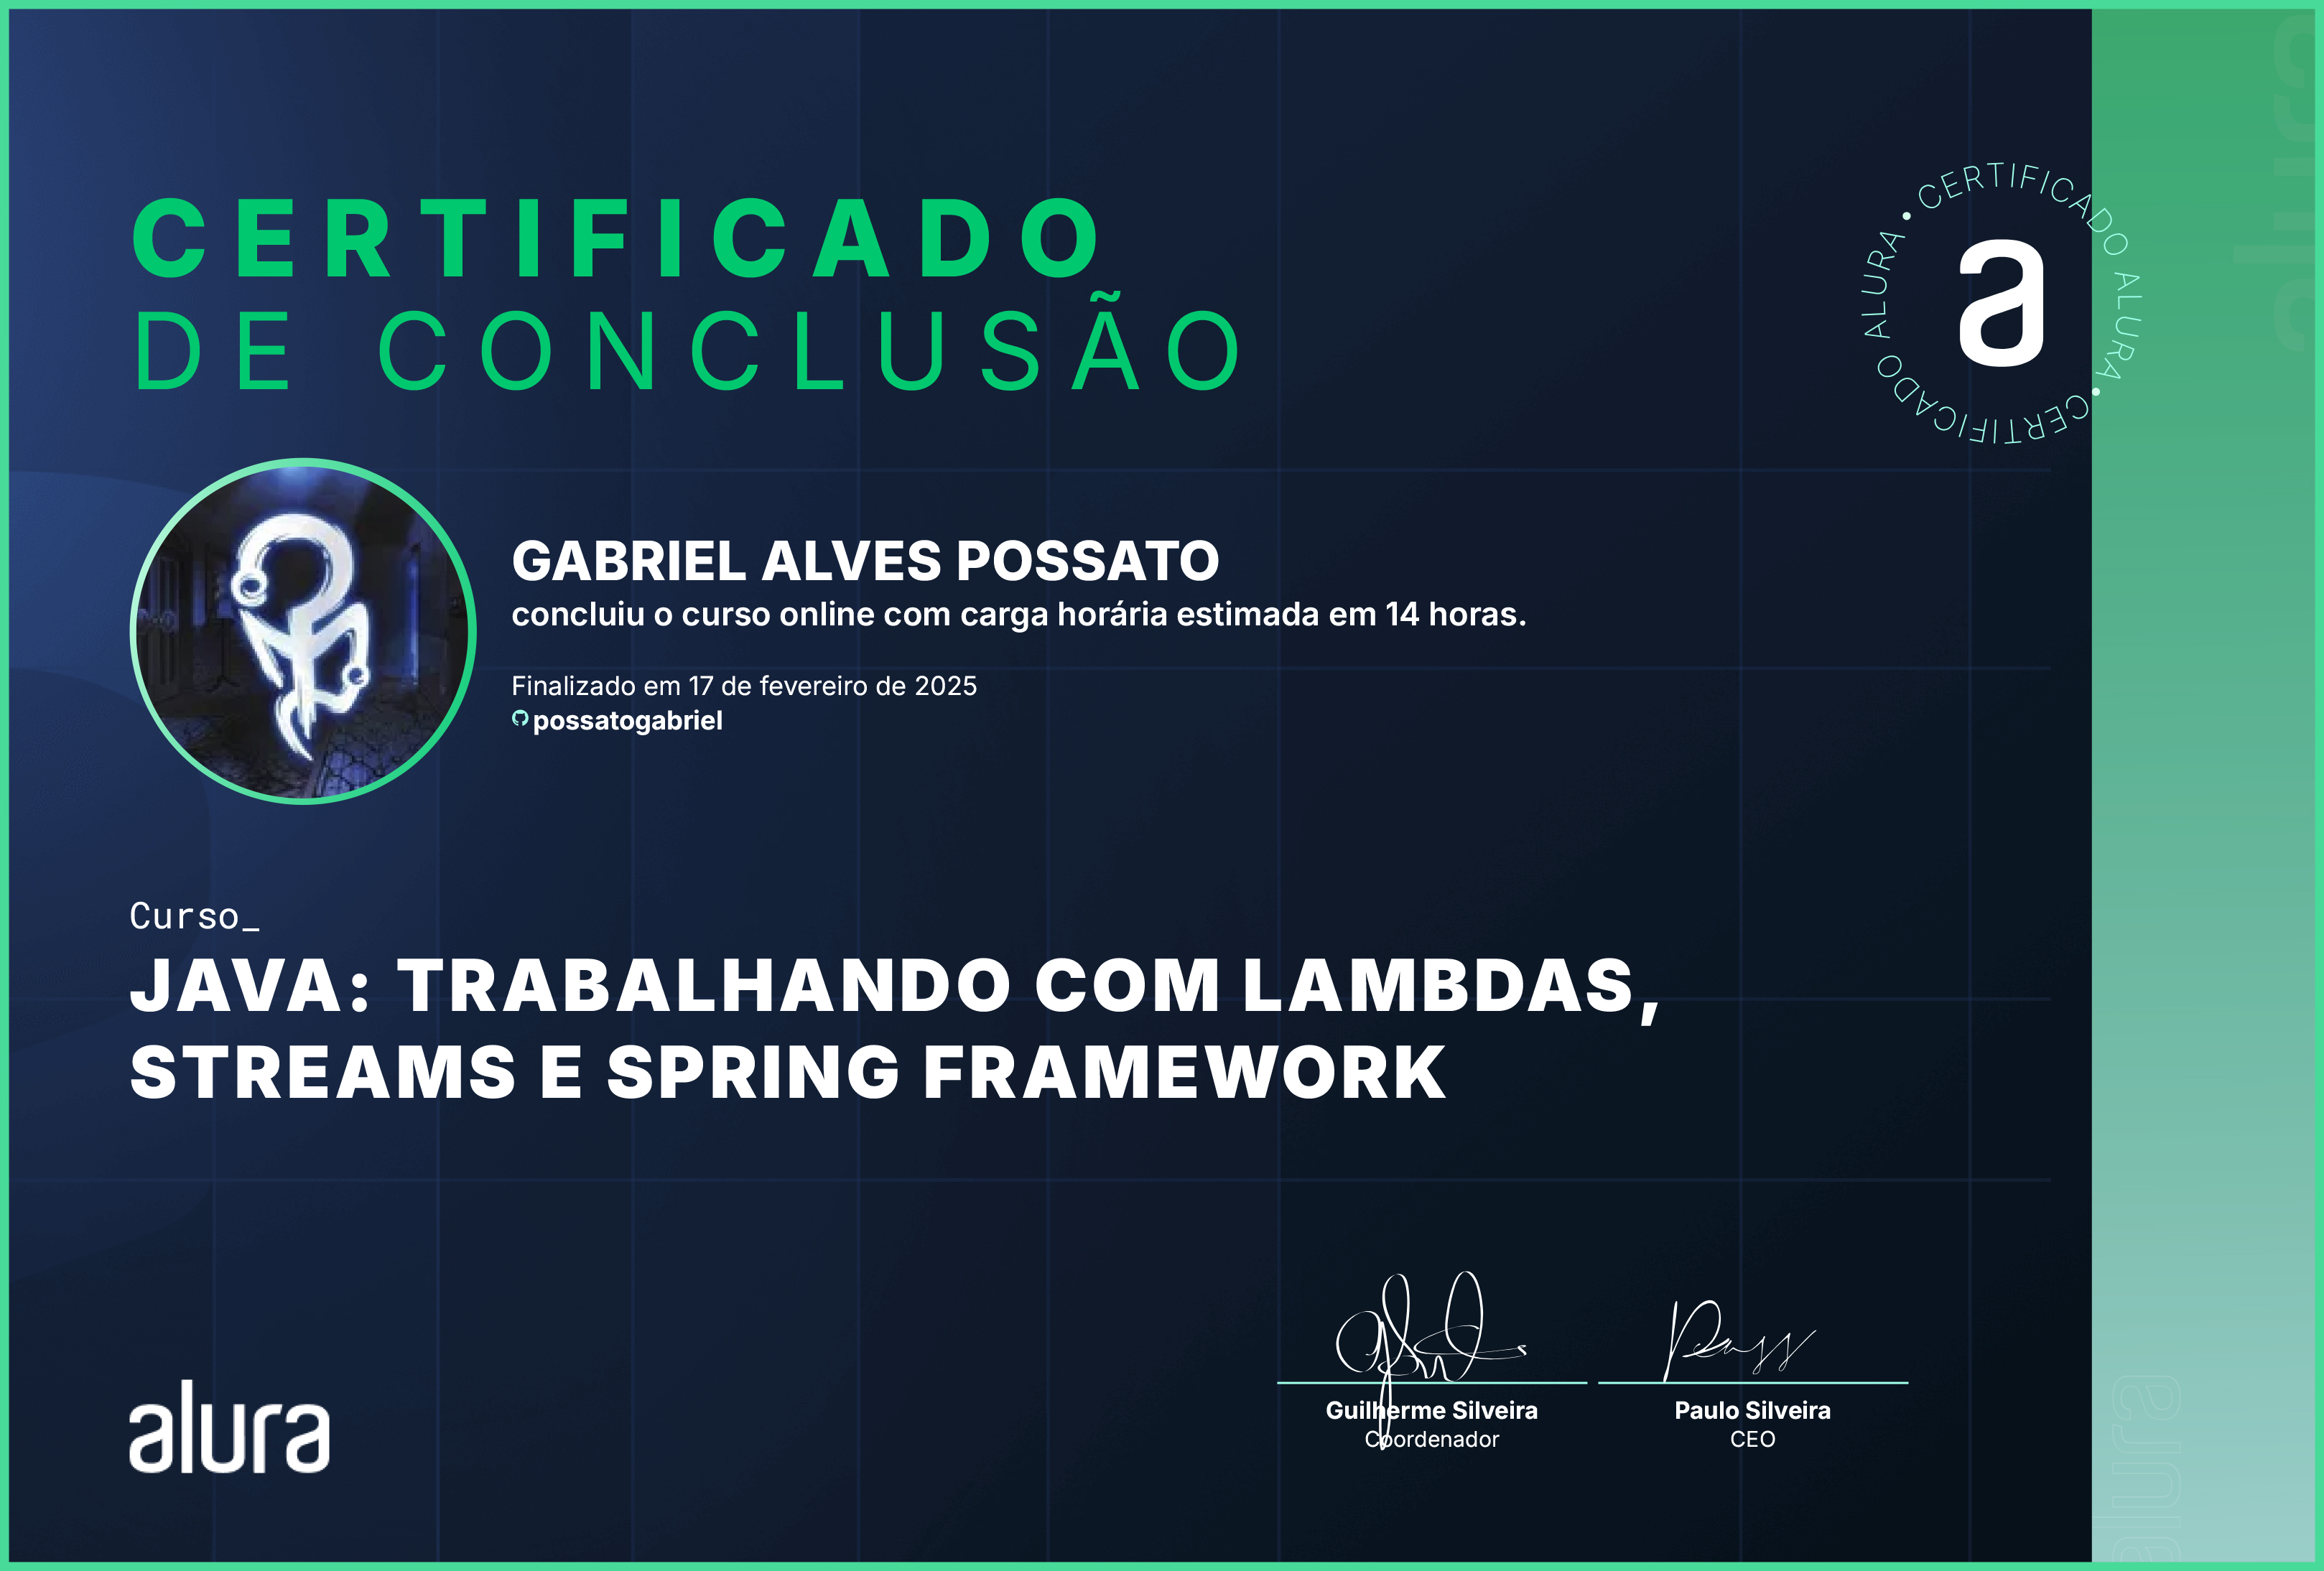 CERTIFICADO
DE CONCLUSÃO
CERTIFICADO ALURA • CERTIFICADO ALURA •
a
GABRIEL ALVES POSSATO
concluiu o curso online com carga horária estimada em 14 horas.
Finalizado em 17 de fevereiro de 2025
possatogabriel
Curso_
JAVA: TRABALHANDO COM LAMBDAS,
STREAMS E SPRING FRAMEWORK
Guilherme Silveira
Coordenador
Paulo Silveira
CEO
alura
alura
alura